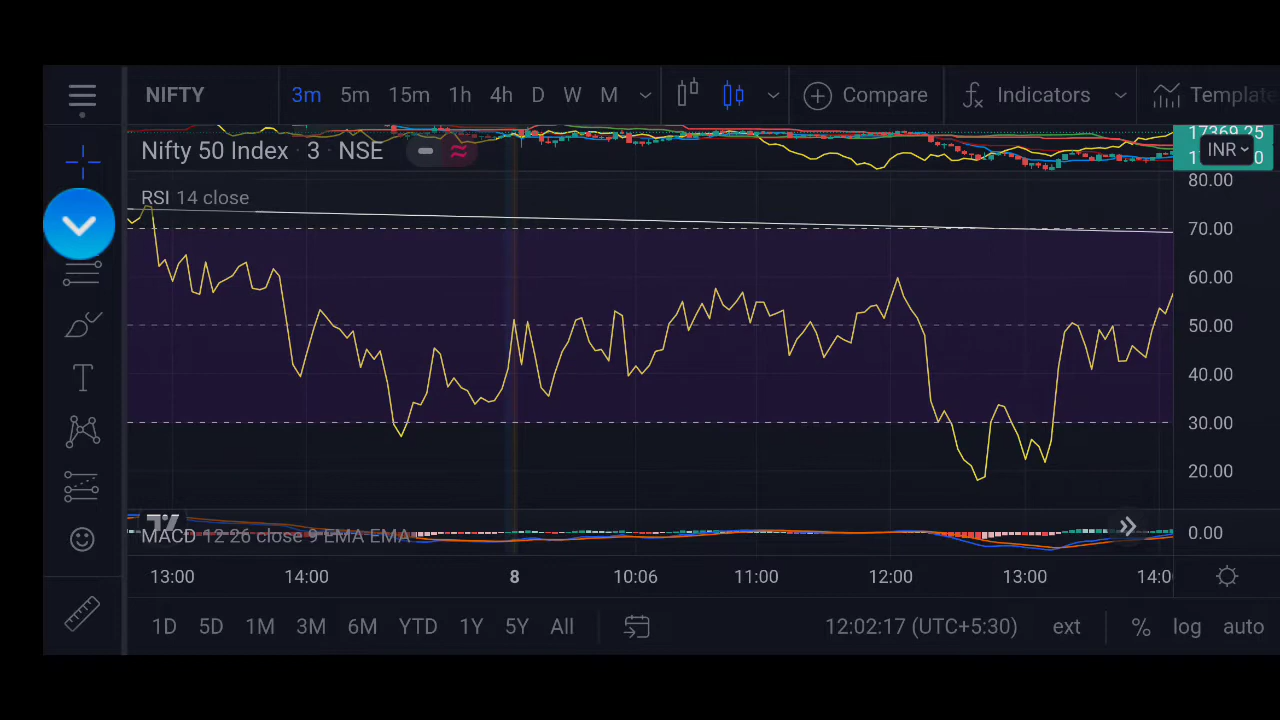 NIFTY 3m 5m 15m 1h 4h D W M Compare Indicators Template
17369.25
Nifty 50 Index · 3 · NSE
INR
RSI 14 close
80.00
70.00
60.00
50.00
40.00
30.00
20.00
MACD 12 26 close 9 EMA EMA
0.00
13:00 14:00 8 10:06 11:00 12:00 13:00 14:00
1D 5D 1M 3M 6M YTD 1Y 5Y All 12:02:17 (UTC+5:30) ext % log auto